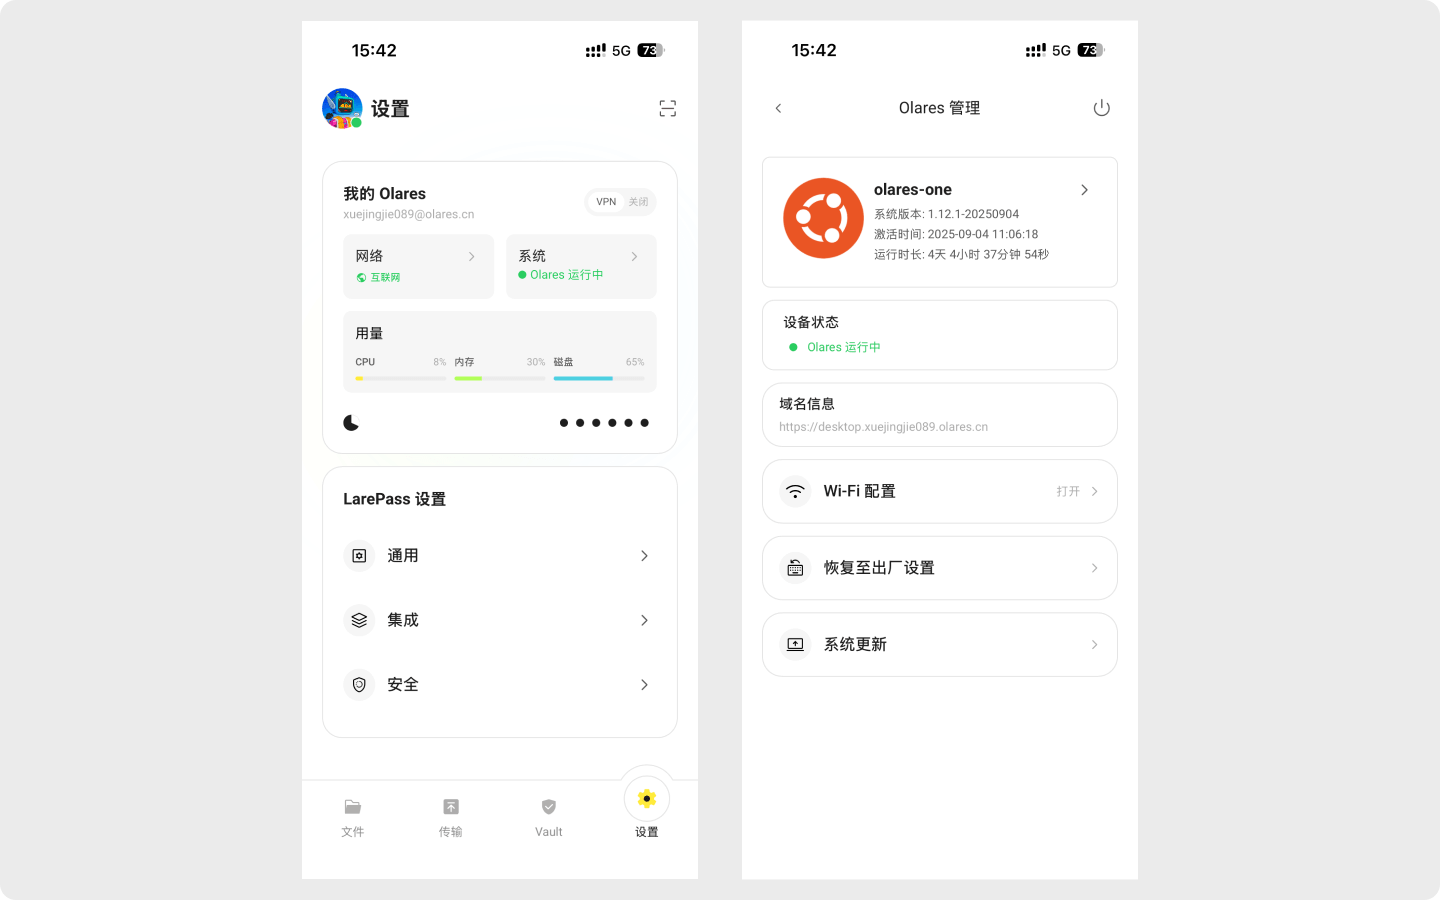 15:42
5G
73
设置
我的 Olares
xuejingjie089@olares.cn
VPN 关闭
网络
互联网
系统
Olares 运行中
用量
CPU 8%
内存 30%
磁盘 65%
LarePass 设置
通用
集成
安全
文件
传输
Vault
设置
15:42
5G
73
Olares 管理
olares-one
系统版本: 1.12.1-20250904
激活时间: 2025-09-04 11:06:18
运行时长: 4天 4小时 37分钟 54秒
设备状态
Olares 运行中
域名信息
https://desktop.xuejingjie089.olares.cn
Wi-Fi 配置
打开
恢复至出厂设置
系统更新